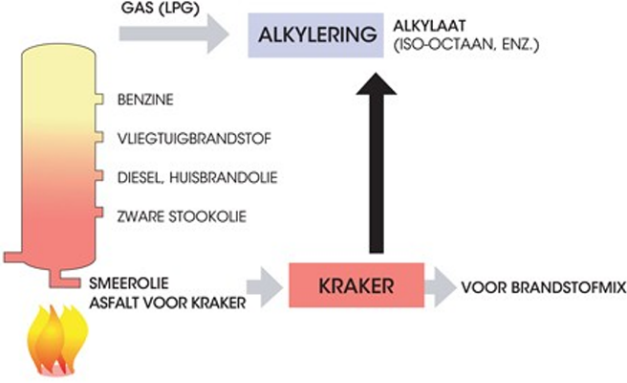 GAS (LPG)
ALKYLERING
ALKYLAAT
(ISO-OCTAAN, ENZ.)
BENZINE
VLIEGTUIGBRANDSTOF
DIESEL, HUISBRANDOLIE
ZWARE STOOKOLIE
SMEEROLIE
ASFALT VOOR KRAKER
KRAKER
VOOR BRANDSTOFMIX